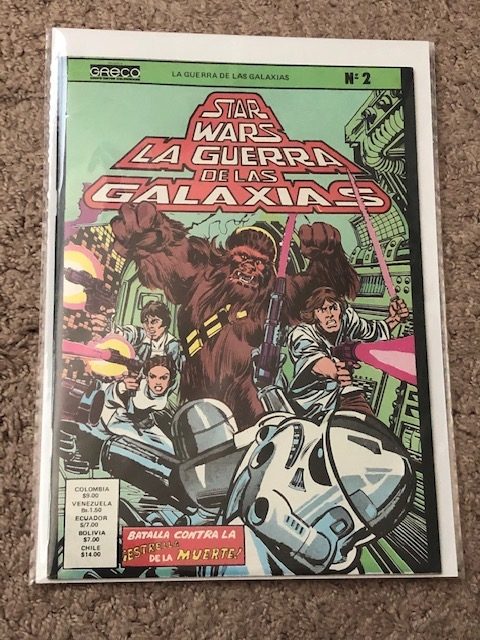 GRECO
LA GUERRA DE LAS GALAXIAS
Nº 2
STAR
WARS
LA GUERRA
DE LAS
GALAXIAS
COLOMBIA
$9.00
VENEZUELA
Bs. 1.50
ECUADOR
S/7.00
BOLIVIA
$7.00
CHILE
$14.00
BATALLA CONTRA LA
¡ESTRELLA
DE LA MUERTE!